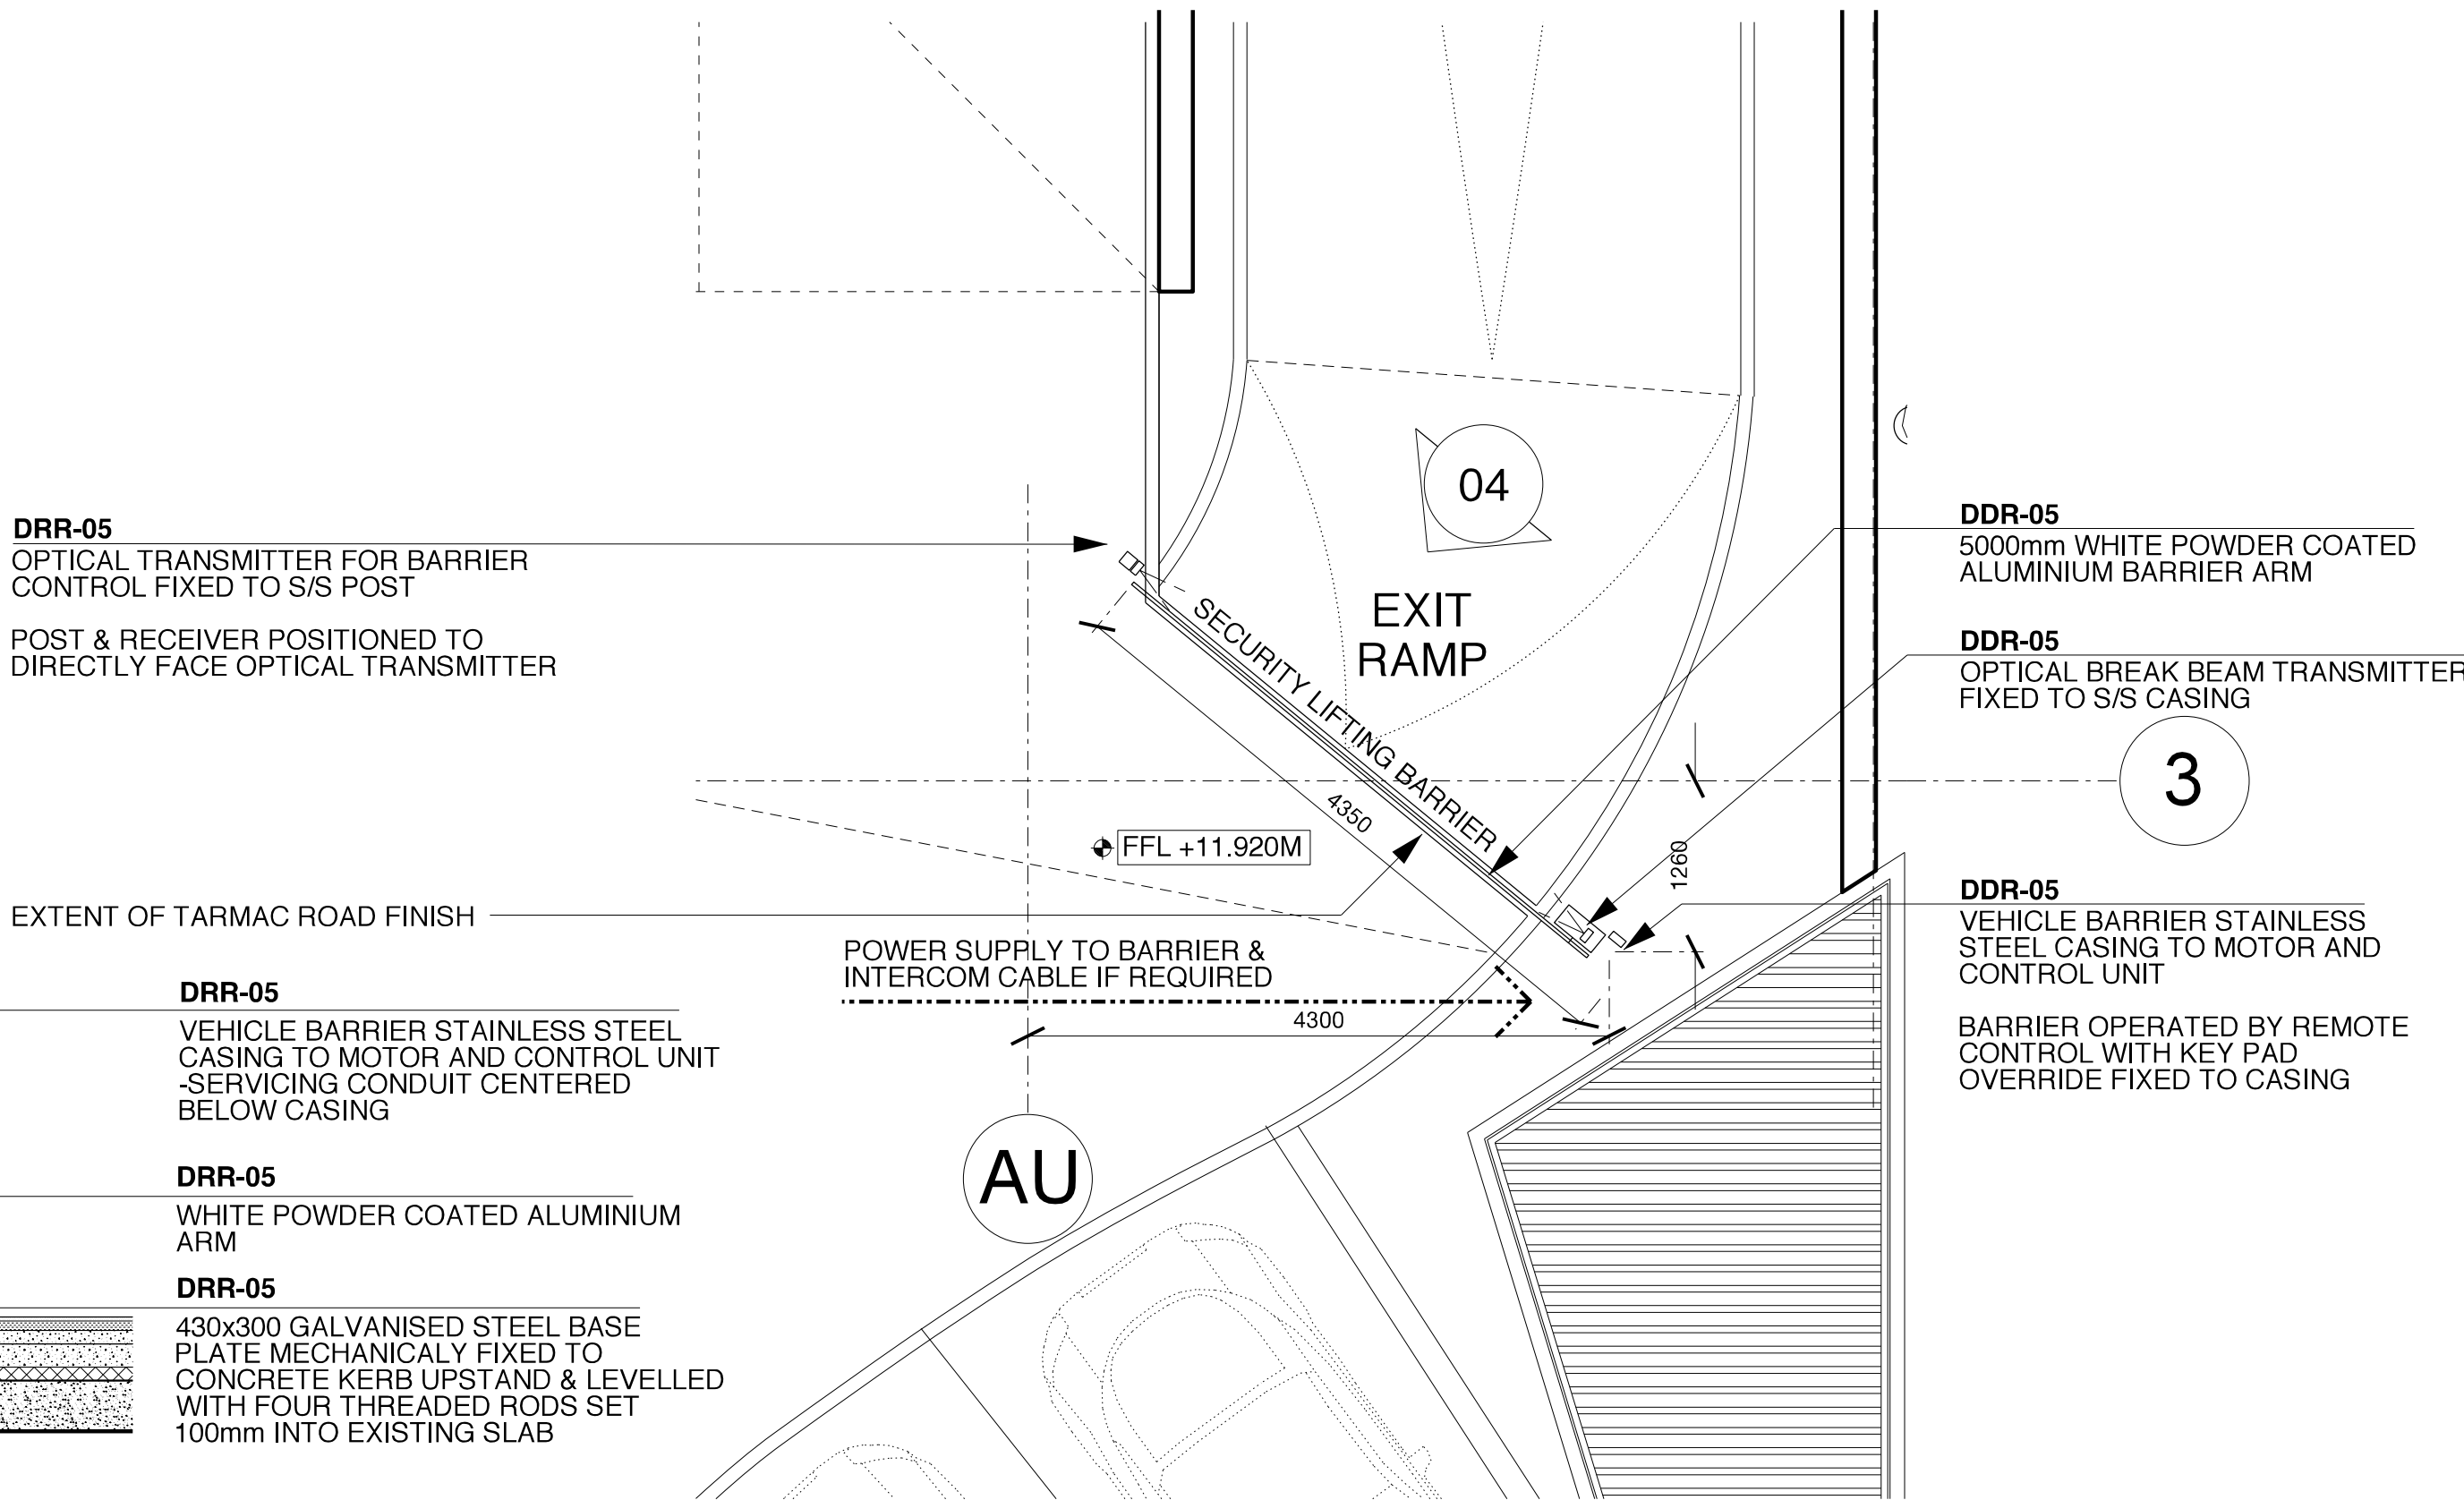 DRR-05
OPTICAL TRANSMITTER FOR BARRIER
CONTROL FIXED TO S/S POST
POST & RECEIVER POSITIONED TO
DIRECTLY FACE OPTICAL TRANSMITTER
EXTENT OF TARMAC ROAD FINISH
DRR-05
VEHICLE BARRIER STAINLESS STEEL
CASING TO MOTOR AND CONTROL UNIT
-SERVICING CONDUIT CENTERED
BELOW CASING
DRR-05
WHITE POWDER COATED ALUMINIUM
ARM
DRR-05
430x300 GALVANISED STEEL BASE
PLATE MECHANICALY FIXED TO
CONCRETE KERB UPSTAND & LEVELLED
WITH FOUR THREADED RODS SET
100mm INTO EXISTING SLAB
04
EXIT
RAMP
SECURITY LIFTING BARRIER
4350
FFL +11.920M
1260
POWER SUPPLY TO BARRIER &
INTERCOM CABLE IF REQUIRED
4300
AU
DDR-05
5000mm WHITE POWDER COATED
ALUMINIUM BARRIER ARM
DDR-05
OPTICAL BREAK BEAM TRANSMITTER
FIXED TO S/S CASING
3
DDR-05
VEHICLE BARRIER STAINLESS
STEEL CASING TO MOTOR AND
CONTROL UNIT
BARRIER OPERATED BY REMOTE
CONTROL WITH KEY PAD
OVERRIDE FIXED TO CASING